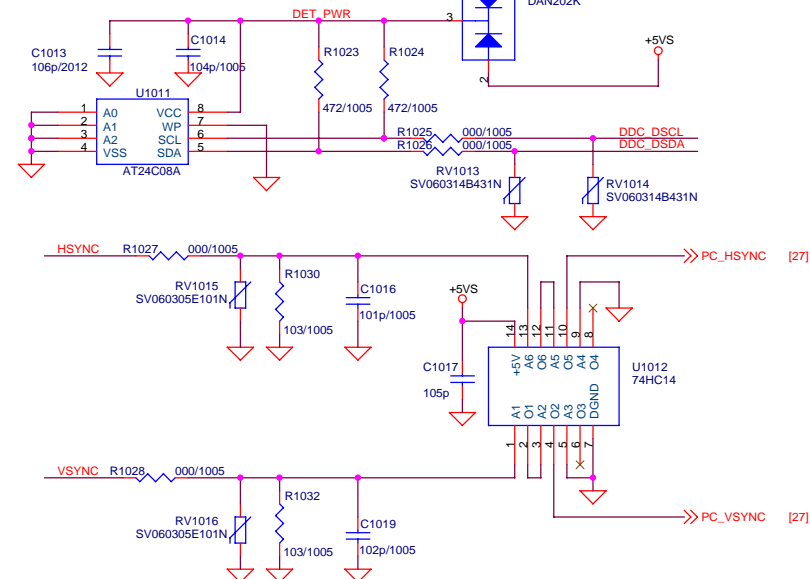 DAN202K
DET_PWR
3
+5VS
C1013
106p/2012
C1014
104p/1005
R1023
R1024
472/1005
472/1005
2
U1011
1 A0 VCC 8
2 A1 WP 7
3 A2 SCL 6
4 VSS SDA 5
AT24C08A
R1025 000/1005 DDC_DSCL
R1026 000/1005 DDC_DSDA
RV1013
SV060314B431N
RV1014
SV060314B431N
HSYNC R1027 000/1005
PC_HSYNC [27]
RV1015
SV060305E101N
R1030
103/1005
C1016
101p/1005
+5VS
C1017
105p
14 13 12 11 10 9 8
+5V A6 O6 A5 O5 A4 O4
U1012
74HC14
A1 O1 A2 O2 A3 O3 DGND
1 2 3 4 5 6 7
VSYNC R1028 000/1005
RV1016
SV060305E101N
R1032
103/1005
C1019
102p/1005
PC_VSYNC [27]